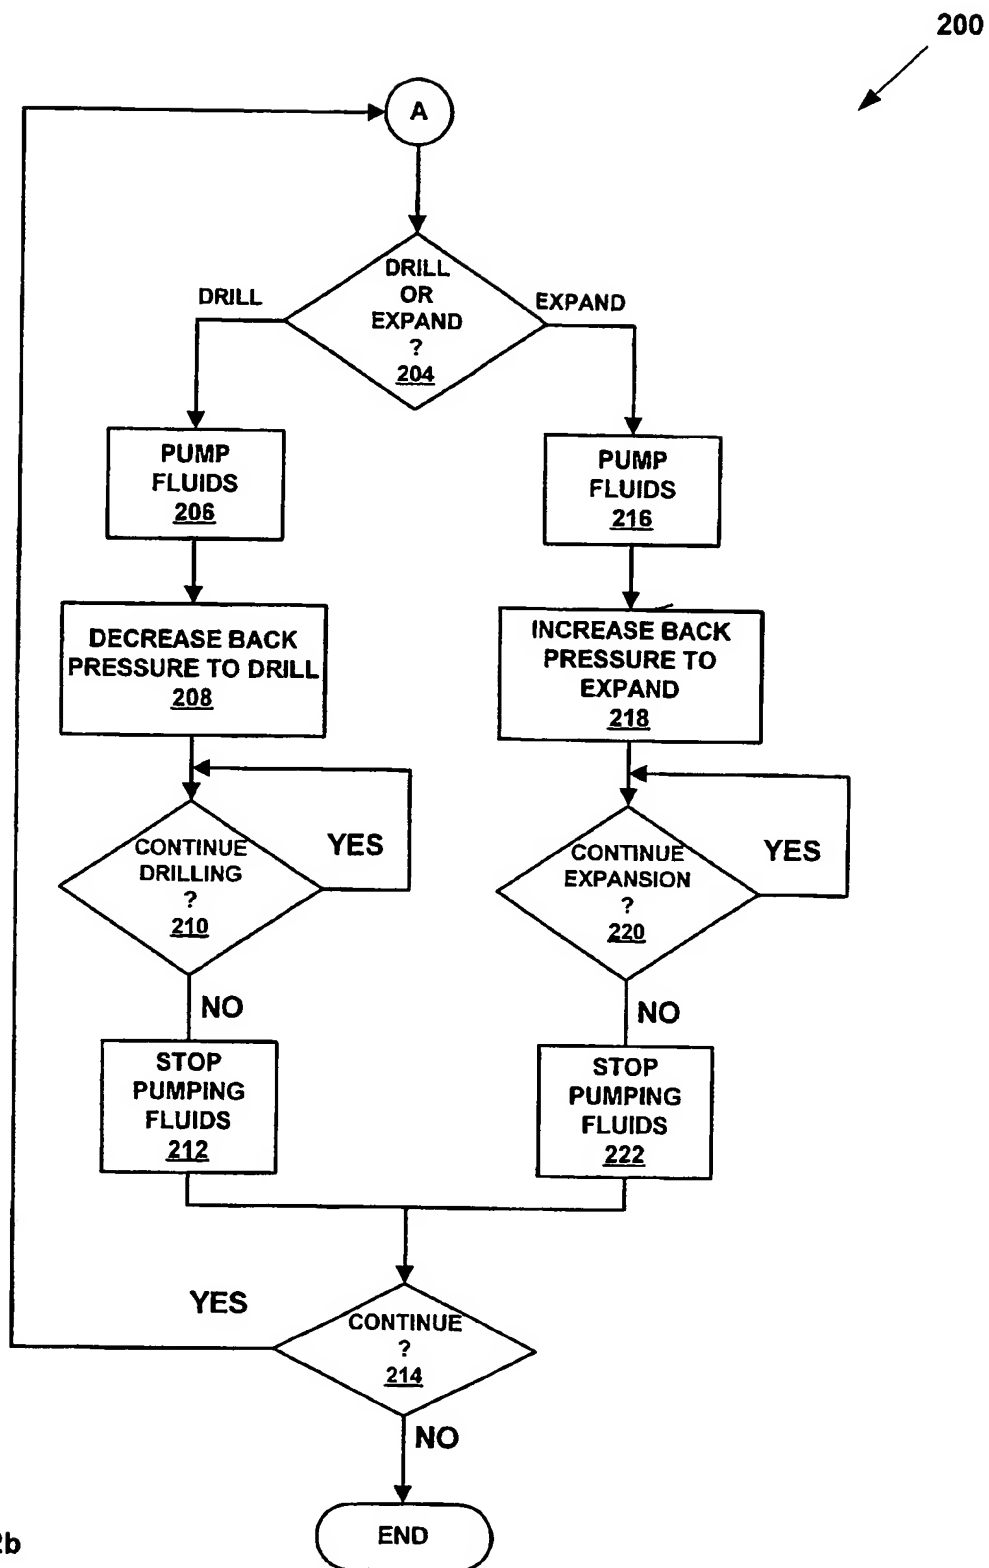 200
A
DRILL
OR
EXPAND
?
204
DRILL
EXPAND
PUMP
FLUIDS
206
PUMP
FLUIDS
216
DECREASE BACK
PRESSURE TO DRILL
208
INCREASE BACK
PRESSURE TO
EXPAND
218
CONTINUE
DRILLING
?
210
YES
CONTINUE
EXPANSION
?
220
YES
NO
NO
STOP
PUMPING
FLUIDS
212
STOP
PUMPING
FLUIDS
222
YES
CONTINUE
?
214
NO
END
2b